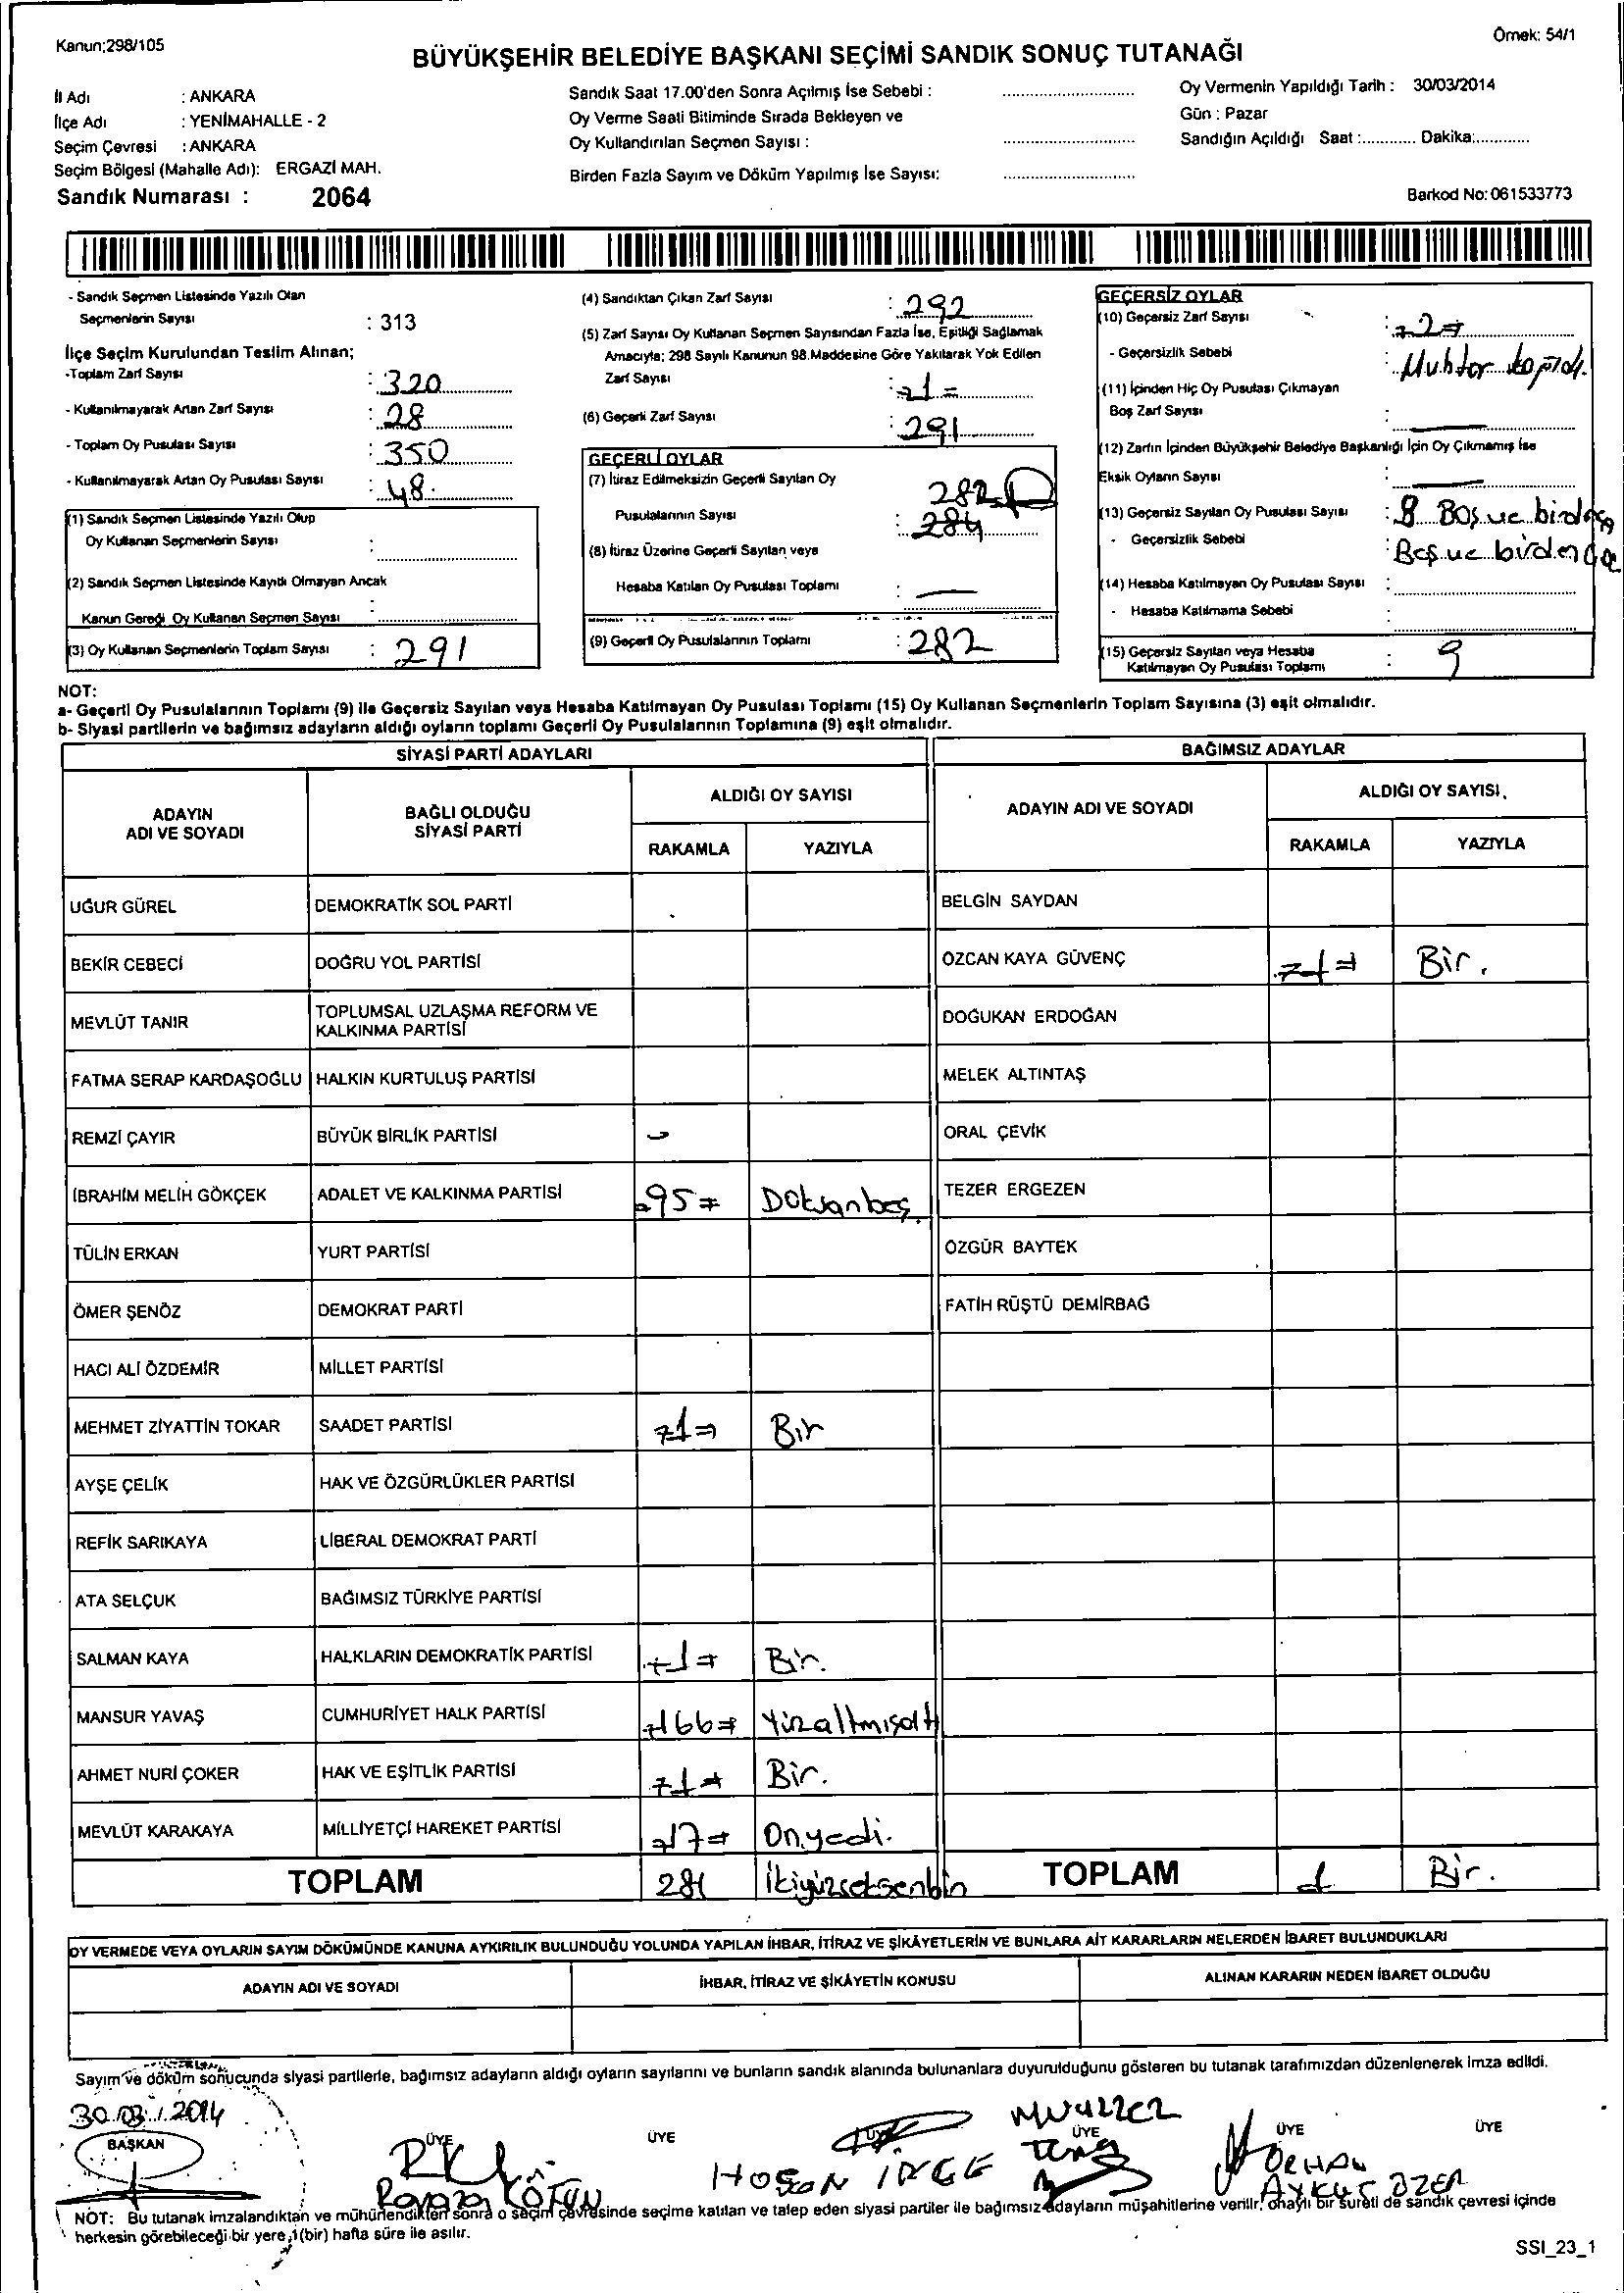 Kanun;298/105
Örnek: 54/1
BÜYÜKŞEHİR BELEDİYE BAŞKANI SEÇİMİ SANDIK SONUÇ TUTANAĞI
İl Adı : ANKARA
İlçe Adı : YENİMAHALLE - 2
Seçim Çevresi : ANKARA
Seçim Bölgesi (Mahalle Adı): ERGAZİ MAH.
Sandık Numarası : 2064
Sandık Saat 17.00'den Sonra Açılmış İse Sebebi :
Oy Verme Saati Bitiminde Sırada Bekleyen ve
Oy Kullandırılan Seçmen Sayısı :
Birden Fazla Sayım ve Döküm Yapılmış İse Sayısı:
Oy Vermenin Yapıldığı Tarih : 30/03/2014
Gün : Pazar
Sandığın Açıldığı Saat :............ Dakika:............
Barkod No: 061533773
- Sandık Seçmen Listesinde Yazılı Olan
Seçmenlerin Sayısı : 313
İlçe Seçim Kurulundan Teslim Alınan;
-Toplam Zarf Sayısı : 320
- Kullanılmayarak Artan Zarf Sayısı : 28
- Toplam Oy Pusulası Sayısı : 350
- Kullanılmayarak Artan Oy Pusulası Sayısı : 48
(1) Sandık Seçmen Listesinde Yazılı Olup
Oy Kullanan Seçmenlerin Sayısı :
(2) Sandık Seçmen Listesinde Kayıtlı Olmayan Ancak
Kanun Gereği Oy Kullanan Seçmen Sayısı :
(3) Oy Kullanan Seçmenlerin Toplam Sayısı : 291
(4) Sandıktan Çıkan Zarf Sayısı : 292
(5) Zarf Sayısı Oy Kullanan Seçmen Sayısından Fazla İse, Eşitliği Sağlamak
Amacıyla; 298 Sayılı Kanunun 98.Maddesine Göre Yakılarak Yok Edilen
Zarf Sayısı : =1=
(6) Geçerli Zarf Sayısı : 291
GEÇERLİ OYLAR
(7) İtiraz Edilmeksizin Geçerli Sayılan Oy
282
Pusulalarının Sayısı : 284
(8) İtiraz Üzerine Geçerli Sayılan veya
Hesaba Katılan Oy Pusulası Toplamı : —
(9) Geçerli Oy Pusulalarının Toplamı : 282
GEÇERSİZ OYLAR
(10) Geçersiz Zarf Sayısı : =2=
- Geçersizlik Sebebi : Muhtar
(11) İçinden Hiç Oy Pusulası Çıkmayan
Boş Zarf Sayısı : —
(12) Zarfın İçinden Büyükşehir Belediye Başkanlığı İçin Oy Çıkmamış İse
Eksik Oyların Sayısı : —
(13) Geçersiz Sayılan Oy Pusulası Sayısı : 8 Boş ve
- Geçersizlik Sebebi : Boş ve
(14) Hesaba Katılmayan Oy Pusulası Sayısı :
- Hesaba Katılmama Sebebi :
(15) Geçersiz Sayılan veya Hesaba
Katılmayan Oy Pusulası Toplamı : 9
NOT:
a- Geçerli Oy Pusulalarının Toplamı (9) ile Geçersiz Sayılan veya Hesaba Katılmayan Oy Pusulası Toplamı (15) Oy Kullanan Seçmenlerin Toplam Sayısına (3) eşit olmalıdır.
b- Siyasi partilerin ve bağımsız adayların aldığı oyların toplamı Geçerli Oy Pusulalarının Toplamına (9) eşit olmalıdır.
SİYASİ PARTİ ADAYLARI
BAĞIMSIZ ADAYLAR
ADAYIN
ADI VE SOYADI
BAĞLI OLDUĞU
SİYASİ PARTİ
ALDIĞI OY SAYISI
RAKAMLA YAZIYLA
ADAYIN ADI VE SOYADI
ALDIĞI OY SAYISI
RAKAMLA YAZIYLA
UĞUR GÜREL DEMOKRATİK SOL PARTİ BELGİN SAYDAN
BEKİR CEBECİ DOĞRU YOL PARTİSİ ÖZCAN KAYA GÜVENÇ =1= Bir.
MEVLÜT TANIR TOPLUMSAL UZLAŞMA REFORM VE
KALKINMA PARTİSİ DOĞUKAN ERDOĞAN
FATMA SERAP KARDAŞOĞLU HALKIN KURTULUŞ PARTİSİ MELEK ALTINTAŞ
REMZİ ÇAYIR BÜYÜK BİRLİK PARTİSİ - ORAL ÇEVİK
İBRAHİM MELİH GÖKÇEK ADALET VE KALKINMA PARTİSİ =95= Doksanbeş. TEZER ERGEZEN
TÜLİN ERKAN YURT PARTİSİ ÖZGÜR BAYTEK
ÖMER ŞENÖZ DEMOKRAT PARTİ FATİH RÜŞTÜ DEMİRBAĞ
HACI ALİ ÖZDEMİR MİLLET PARTİSİ
MEHMET ZİYATTİN TOKAR SAADET PARTİSİ =1= Bir
AYŞE ÇELİK HAK VE ÖZGÜRLÜKLER PARTİSİ
REFİK SARIKAYA LİBERAL DEMOKRAT PARTİ
ATA SELÇUK BAĞIMSIZ TÜRKİYE PARTİSİ
SALMAN KAYA HALKLARIN DEMOKRATİK PARTİSİ =1= Bir.
MANSUR YAVAŞ CUMHURİYET HALK PARTİSİ =166= Yüzaltmışaltı
AHMET NURİ ÇOKER HAK VE EŞİTLİK PARTİSİ =1= Bir.
MEVLÜT KARAKAYA MİLLİYETÇİ HAREKET PARTİSİ =17= Onyedi.
TOPLAM 281 İkiyüzseksenbir TOPLAM 1 Bir.
OY VERMEDE VEYA OYLARIN SAYIM DÖKÜMÜNDE KANUNA AYKIRILIK BULUNDUĞU YOLUNDA YAPILAN İHBAR, İTİRAZ VE ŞİKÂYETLERİN VE BUNLARA AİT KARARLARIN NELERDEN İBARET BULUNDUKLARI
ADAYIN ADI VE SOYADI İHBAR, İTİRAZ VE ŞİKÂYETİN KONUSU ALINAN KARARIN NEDEN İBARET OLDUĞU
Sayım ve döküm sonucunda siyasi partilerle, bağımsız adayların aldığı oyların sayılarını ve bunların sandık alanında bulunanlara duyurulduğunu gösteren bu tutanak tarafımızdan düzenlenerek imza edildi.
30/03/2014
BAŞKAN ÜYE ÜYE ÜYE ÜYE ÜYE ÜYE
ORHAN
AYKUT ÖZER
NOT: Bu tutanak imzalandıktan ve mühürlendikten sonra o seçim çevresinde seçime katılan ve talep eden siyasi partiler ile bağımsız adayların müşahitlerine verilir, onaylı bir sureti de sandık çevresi içinde
herkesin görebileceği bir yere 1(bir) hafta süre ile asılır.
SSI_23_1